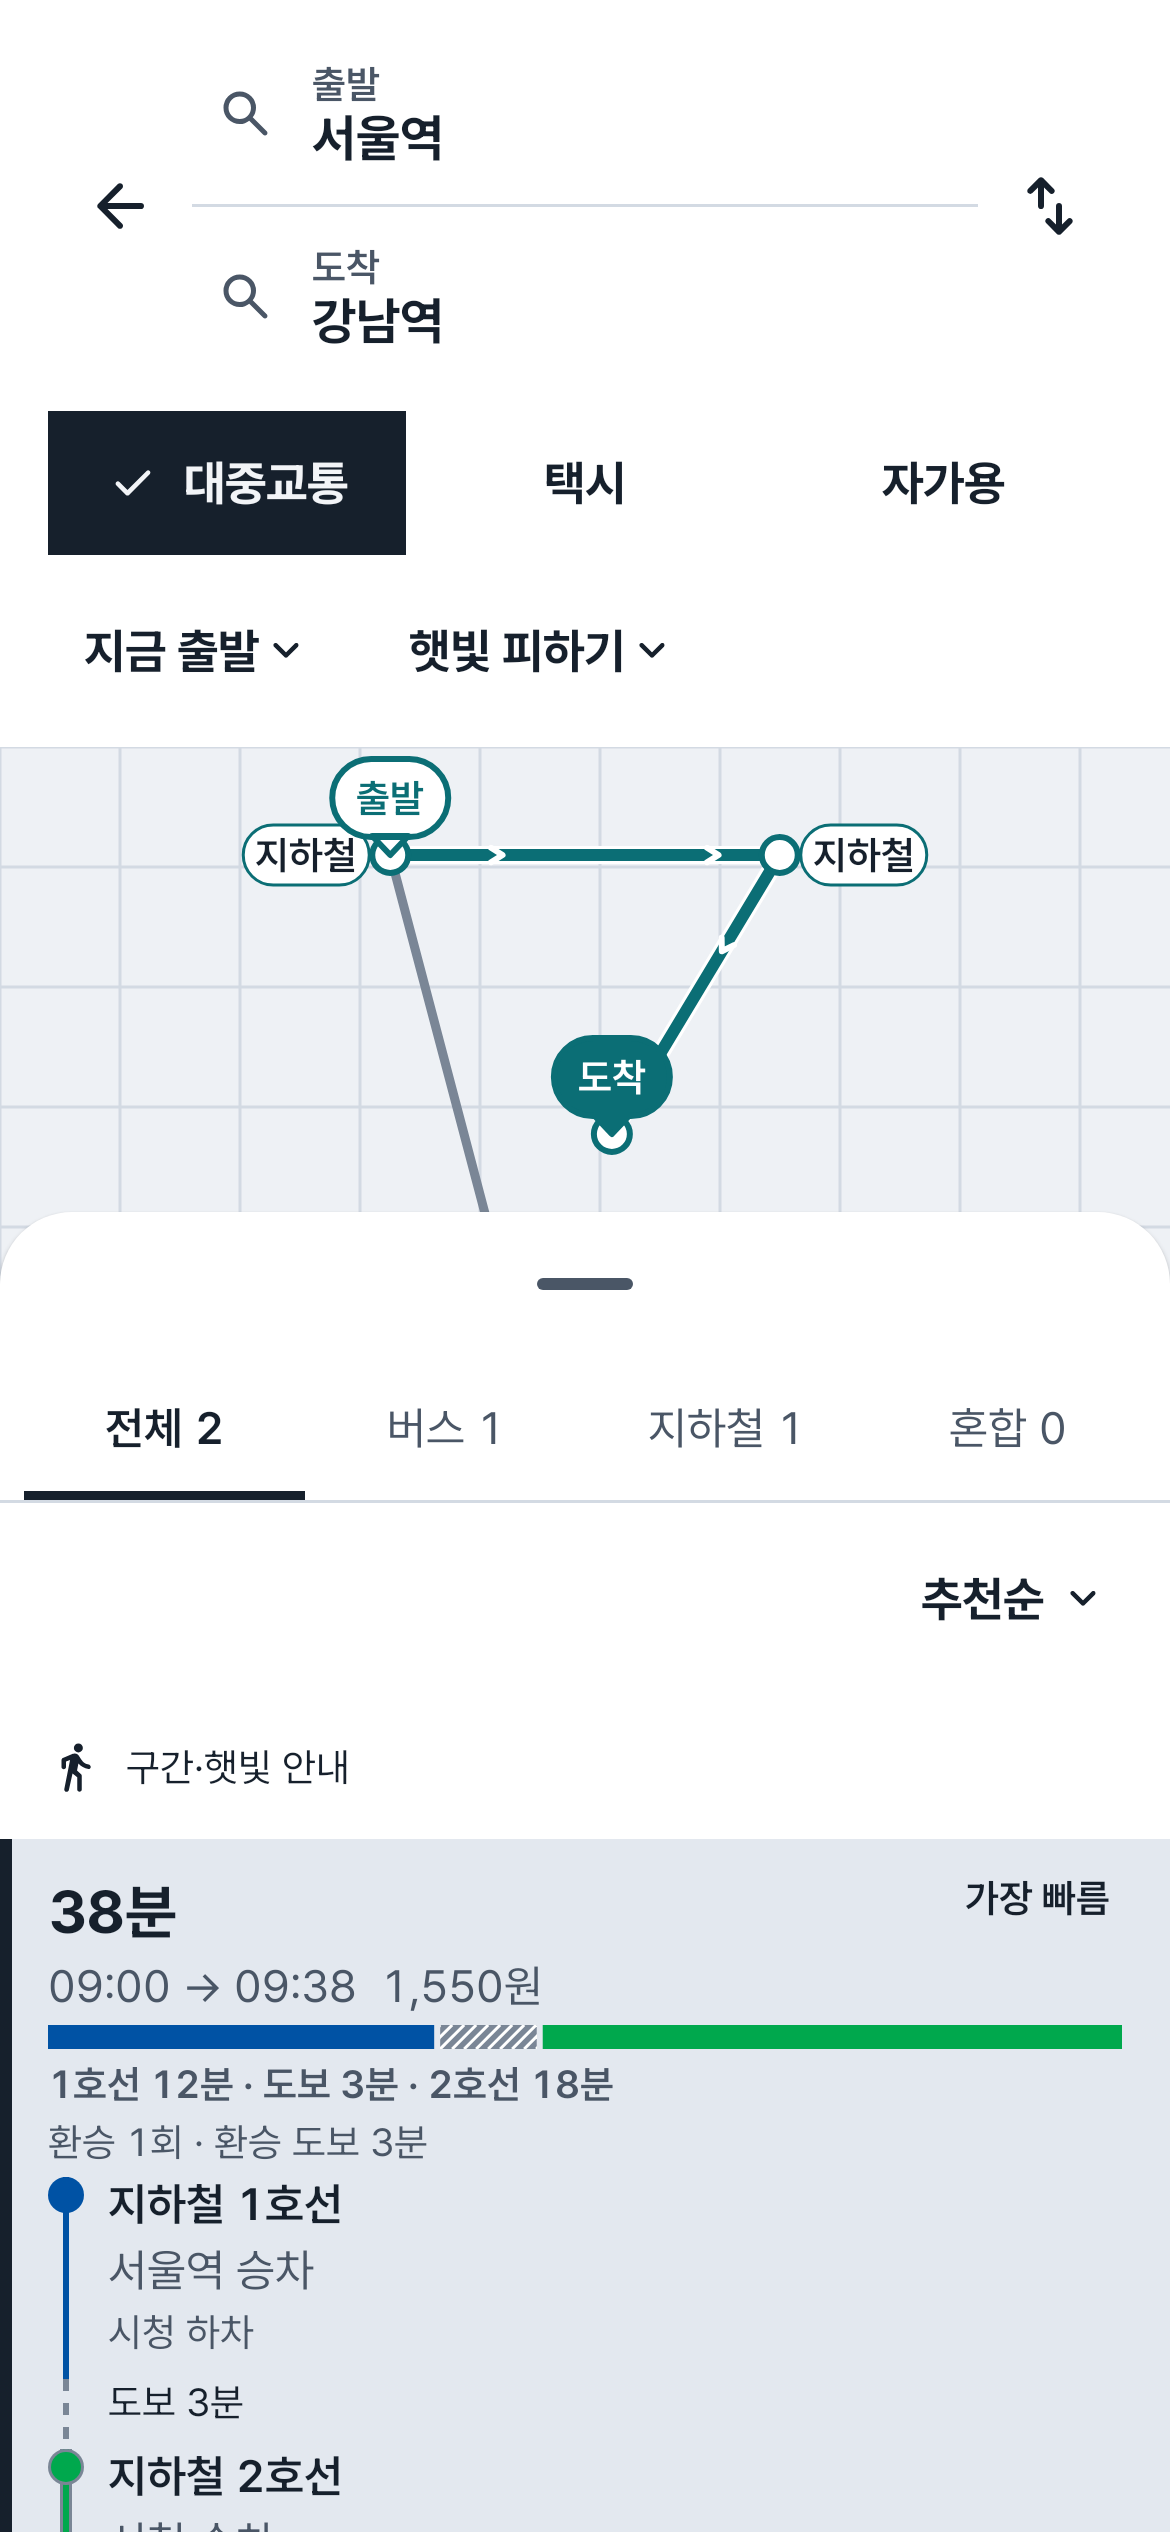 출발
서울역
도착
강남역
대중교통 택시 자가용
지금 출발 햇빛 피하기
출발
지하철 지하철
도착
전체 2 버스 1 지하철 1 혼합 0
추천순
구간·햇빛 안내
38분 가장 빠름
09:00 → 09:38 1,550원
1호선 12분 · 도보 3분 · 2호선 18분
환승 1회 · 환승 도보 3분
지하철 1호선
서울역 승차
시청 하차
도보 3분
지하철 2호선